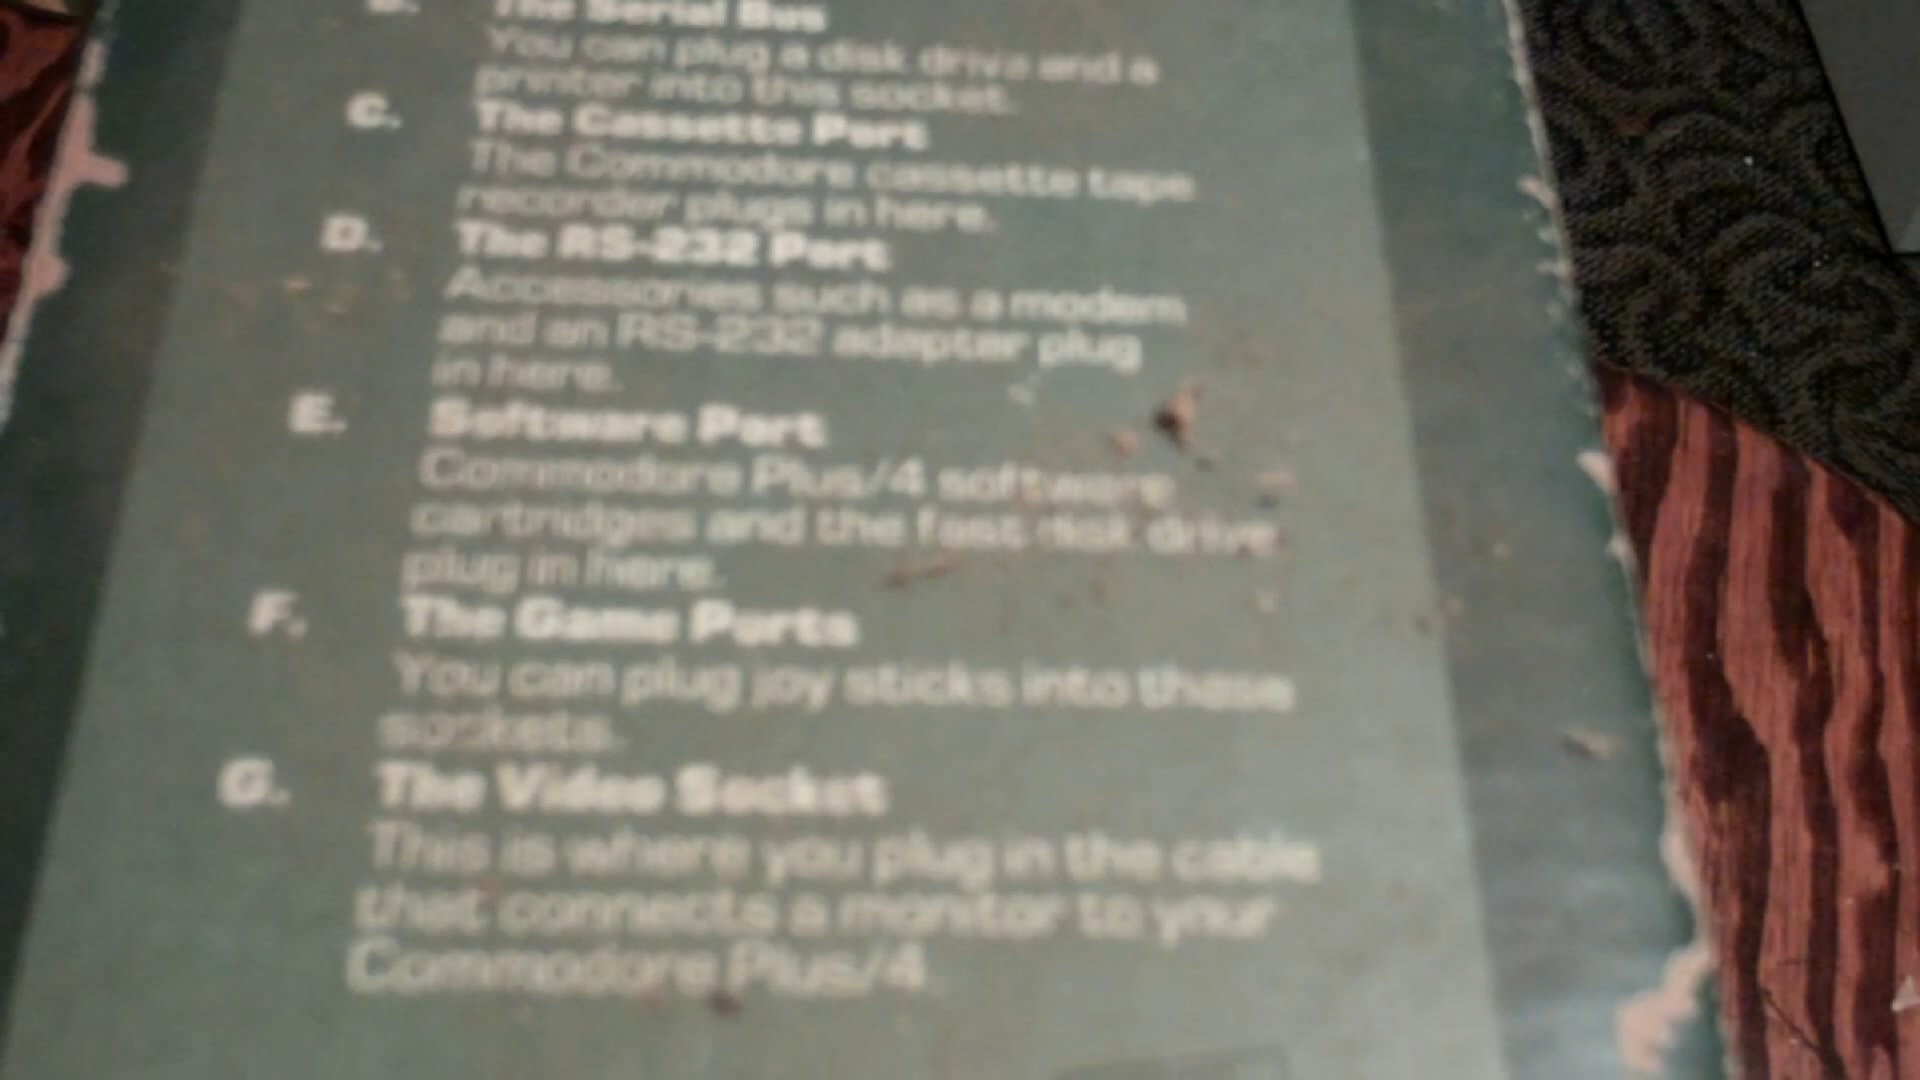 B. The Serial Bus
You can plug a disk drive and a
printer into this socket.
C. The Cassette Port
The Commodore cassette tape
recorder plugs in here.
D. The RS-232 Port
Accessories such as a modem
and an RS-232 adapter plug
in here.
E. Software Port
Commodore Plus/4 software
cartridges and the fast disk drive
plug in here.
F. The Game Ports
You can plug joy sticks into these
sockets.
G. The Video Socket
This is where you plug in the cable
that connects a monitor to your
Commodore Plus/4.